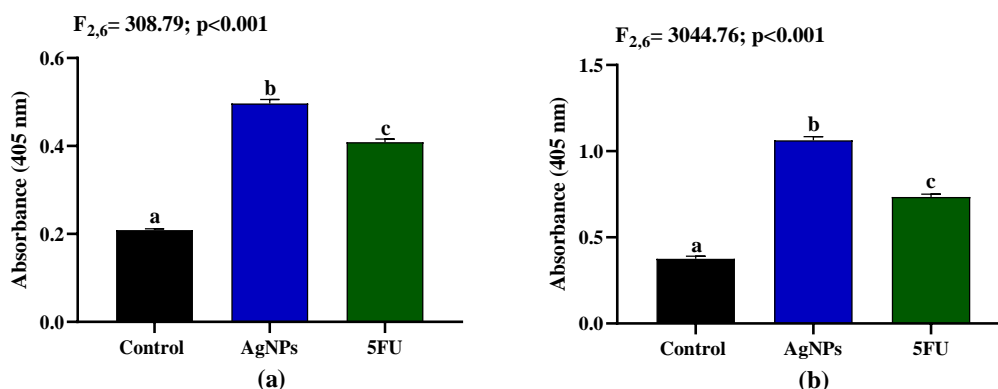 F2,6= 308.79; p<0.001
Absorbance (405 nm)
0.6
0.4
0.2
0.0
a
b
c
Control AgNPs 5FU
(a)
F2,6= 3044.76; p<0.001
Absorbance (405 nm)
1.5
1.0
0.5
0.0
a
b
c
Control AgNPs 5FU
(b)